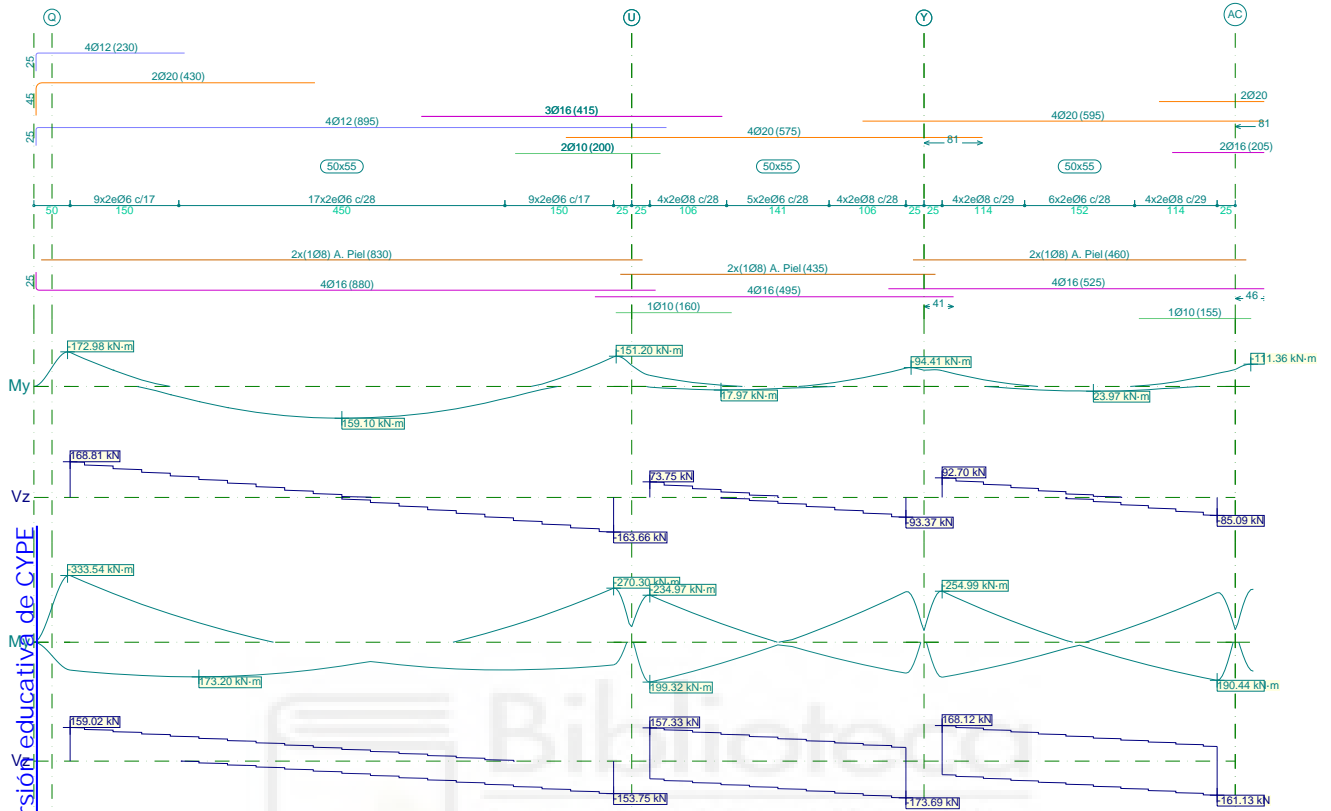 Q U Y AC
4Ø12 (230)
25
2Ø20 (430)
45
2Ø20
3Ø16 (415)
4Ø20 (595)
4Ø12 (895)
25
81
4Ø20 (575)
81
2Ø10 (200)
2Ø16 (205)
50x55 50x55 50x55
9x2eØ6 c/17 17x2eØ6 c/28 9x2eØ6 c/17 4x2eØ8 c/28 5x2eØ6 c/28 4x2eØ8 c/28 4x2eØ8 c/29 6x2eØ6 c/28 4x2eØ8 c/29
50 150 450 150 25 25 106 141 106 25 25 114 152 114 25
2x(1Ø8) A. Piel (830) 2x(1Ø8) A. Piel (460)
2x(1Ø8) A. Piel (435)
25
4Ø16 (880) 4Ø16 (525)
4Ø16 (495) 46
41
1Ø10 (160)
1Ø10 (155)
-172.98 kN·m -151.20 kN·m -94.41 kN·m -111.36 kN·m
My
159.10 kN·m 17.97 kN·m 23.97 kN·m
168.81 kN 73.75 kN 92.70 kN
Vz
-163.66 kN -93.37 kN -85.09 kN
-333.54 kN·m -270.30 kN·m -234.97 kN·m -254.99 kN·m
My
173.20 kN·m 199.32 kN·m 190.44 kN·m
159.02 kN 157.33 kN 168.12 kN
Vz
-153.75 kN -173.69 kN -161.13 kN
rsión educativa de CYPE
Biblioteca